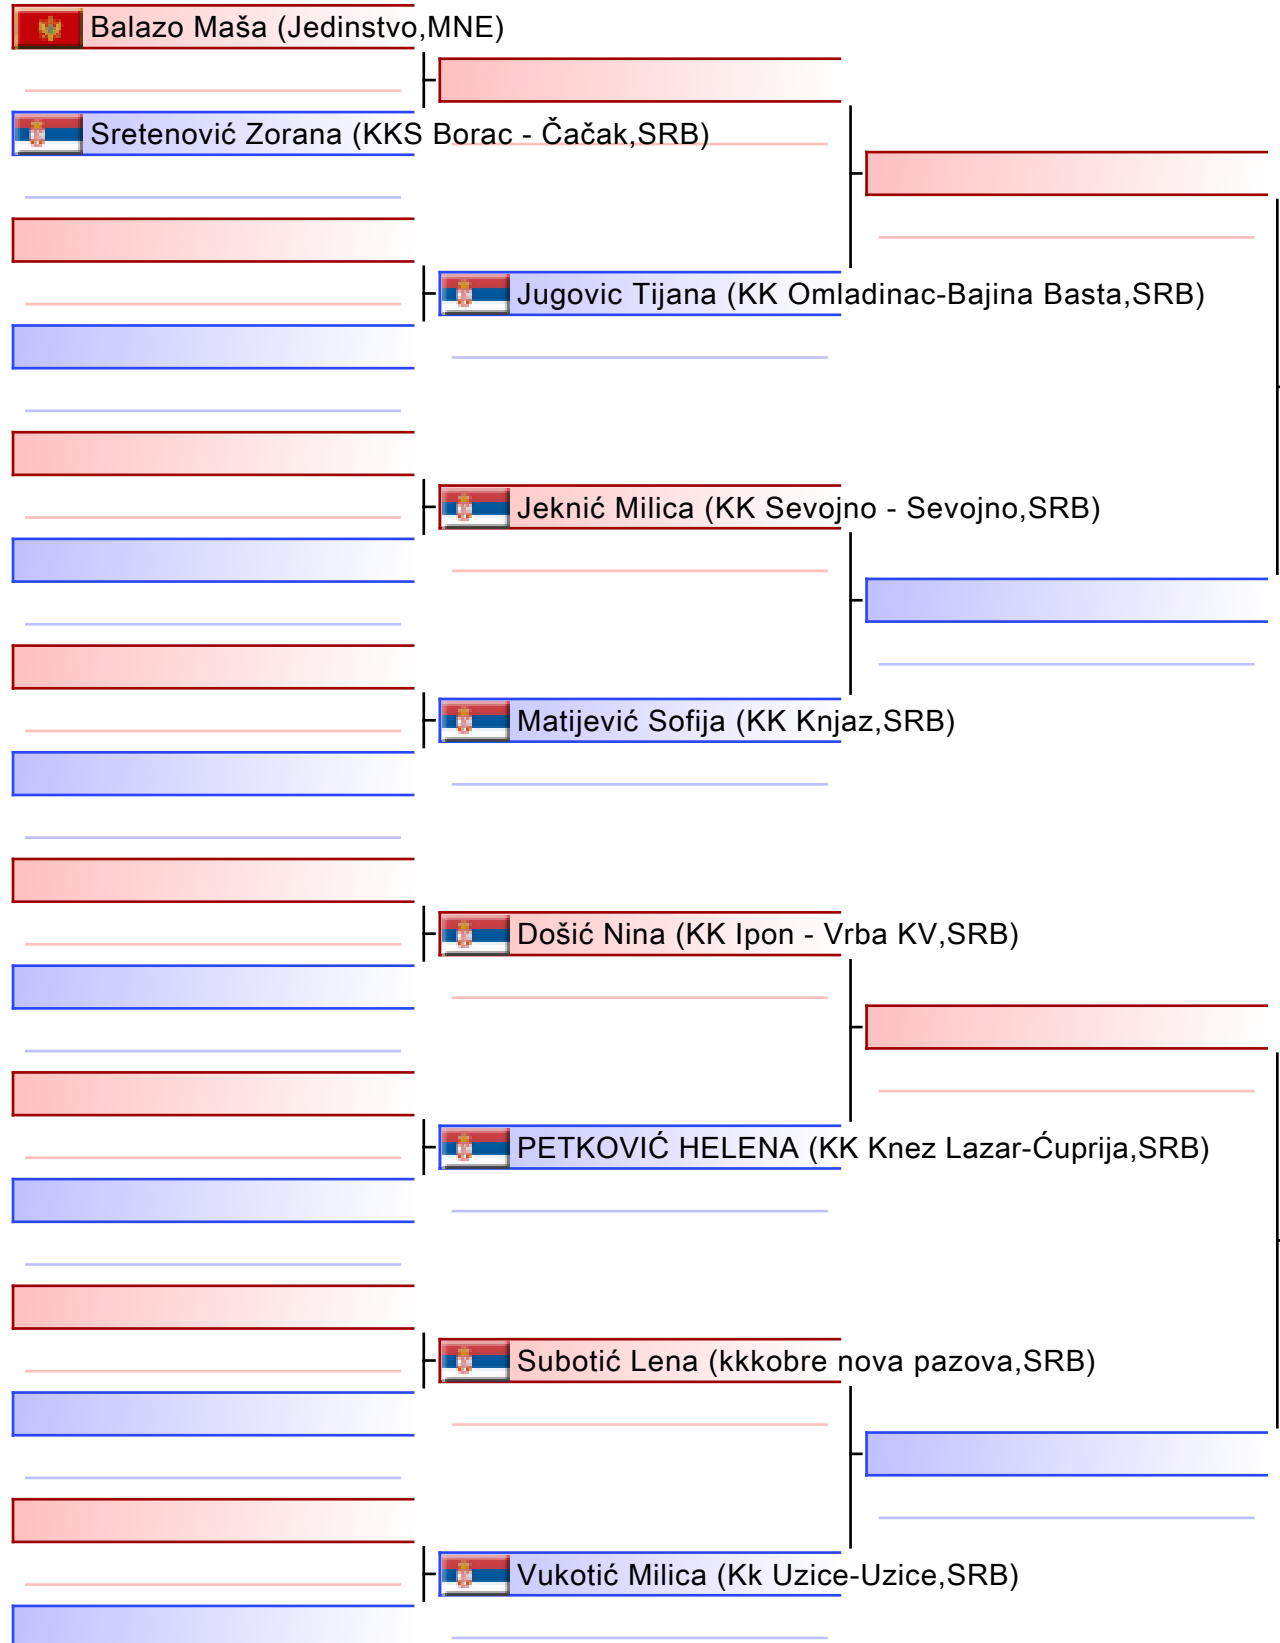 Balazo Maša (Jedinstvo,MNE)
Sretenović Zorana (KKS Borac - Čačak,SRB)
Jugovic Tijana (KK Omladinac-Bajina Basta,SRB)
Jeknić Milica (KK Sevojno - Sevojno,SRB)
Matijević Sofija (KK Knjaz,SRB)
Došić Nina (KK Ipon - Vrba KV,SRB)
PETKOVIĆ HELENA (KK Knez Lazar-Ćuprija,SRB)
Subotić Lena (kkkobre nova pazova,SRB)
Vukotić Milica (Kk Uzice-Uzice,SRB)